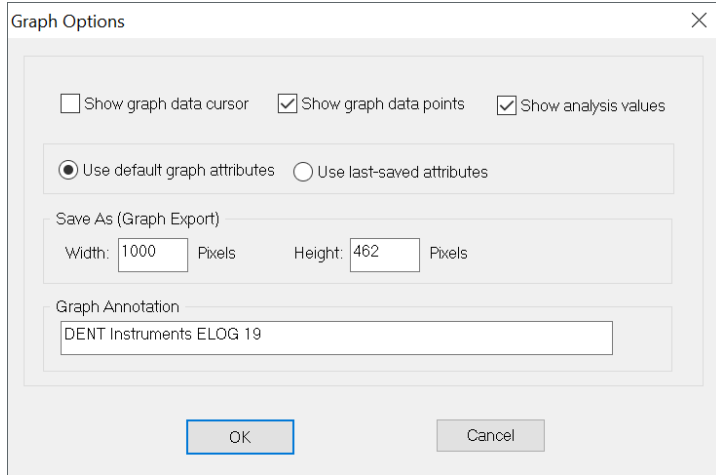 Graph Options
Show graph data cursor Show graph data points Show analysis values
Use default graph attributes Use last-saved attributes
Save As (Graph Export)
Width: 1000 Pixels Height: 462 Pixels
Graph Annotation
DENT Instruments ELOG 19
OK Cancel